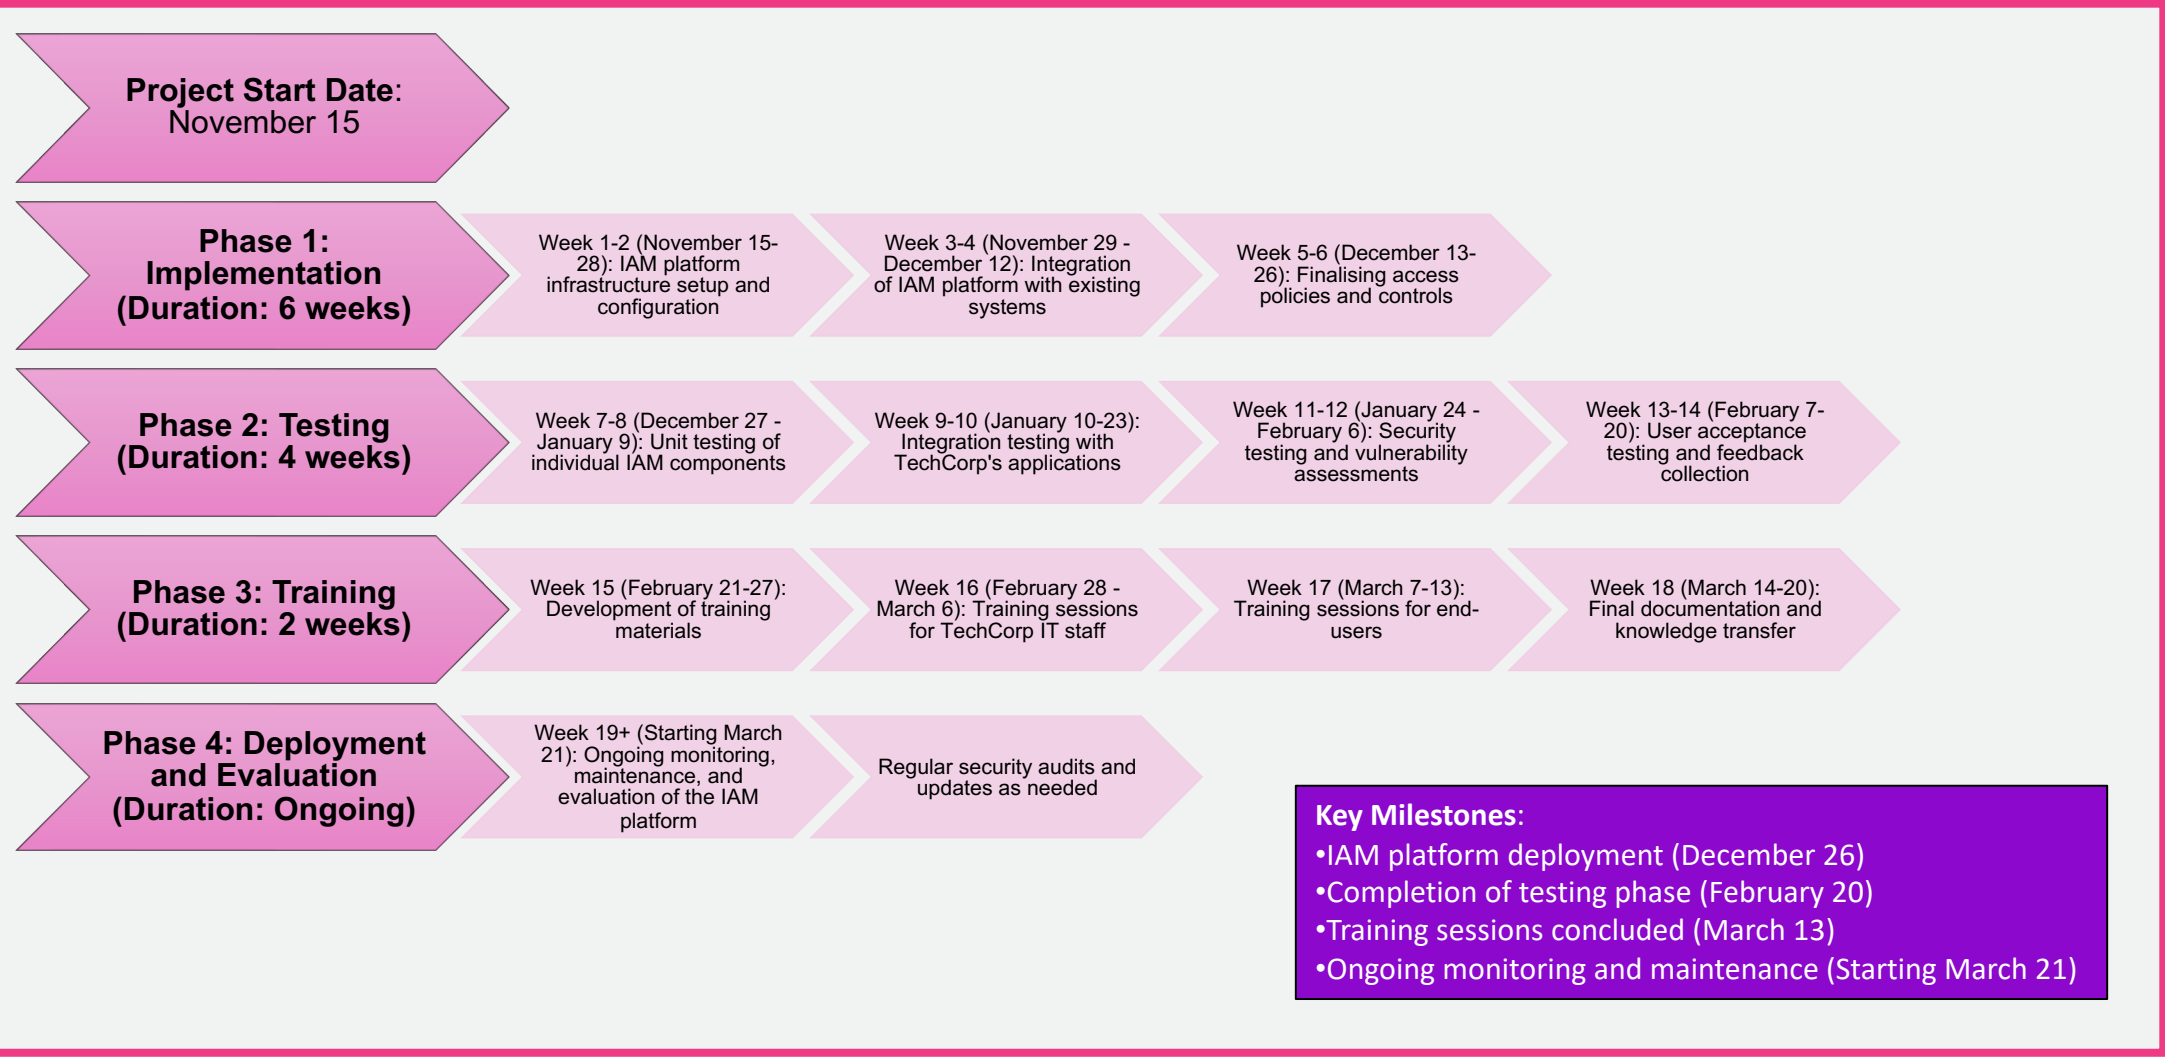 Project Start Date:
November 15
Phase 1:
Implementation
(Duration: 6 weeks)
Week 1-2 (November 15-
28): IAM platform
infrastructure setup and
configuration
Week 3-4 (November 29 -
December 12): Integration
of IAM platform with existing
systems
Week 5-6 (December 13-
26): Finalising access
policies and controls
Phase 2: Testing
(Duration: 4 weeks)
Week 7-8 (December 27 -
January 9): Unit testing of
individual IAM components
Week 9-10 (January 10-23):
Integration testing with
TechCorp's applications
Week 11-12 (January 24 -
February 6): Security
testing and vulnerability
assessments
Week 13-14 (February 7-
20): User acceptance
testing and feedback
collection
Phase 3: Training
(Duration: 2 weeks)
Week 15 (February 21-27):
Development of training
materials
Week 16 (February 28 -
March 6): Training sessions
for TechCorp IT staff
Week 17 (March 7-13):
Training sessions for end-
users
Week 18 (March 14-20):
Final documentation and
knowledge transfer
Phase 4: Deployment
and Evaluation
(Duration: Ongoing)
Week 19+ (Starting March
21): Ongoing monitoring,
maintenance, and
evaluation of the IAM
platform
Regular security audits and
updates as needed
Key Milestones:
•IAM platform deployment (December 26)
•Completion of testing phase (February 20)
•Training sessions concluded (March 13)
•Ongoing monitoring and maintenance (Starting March 21)